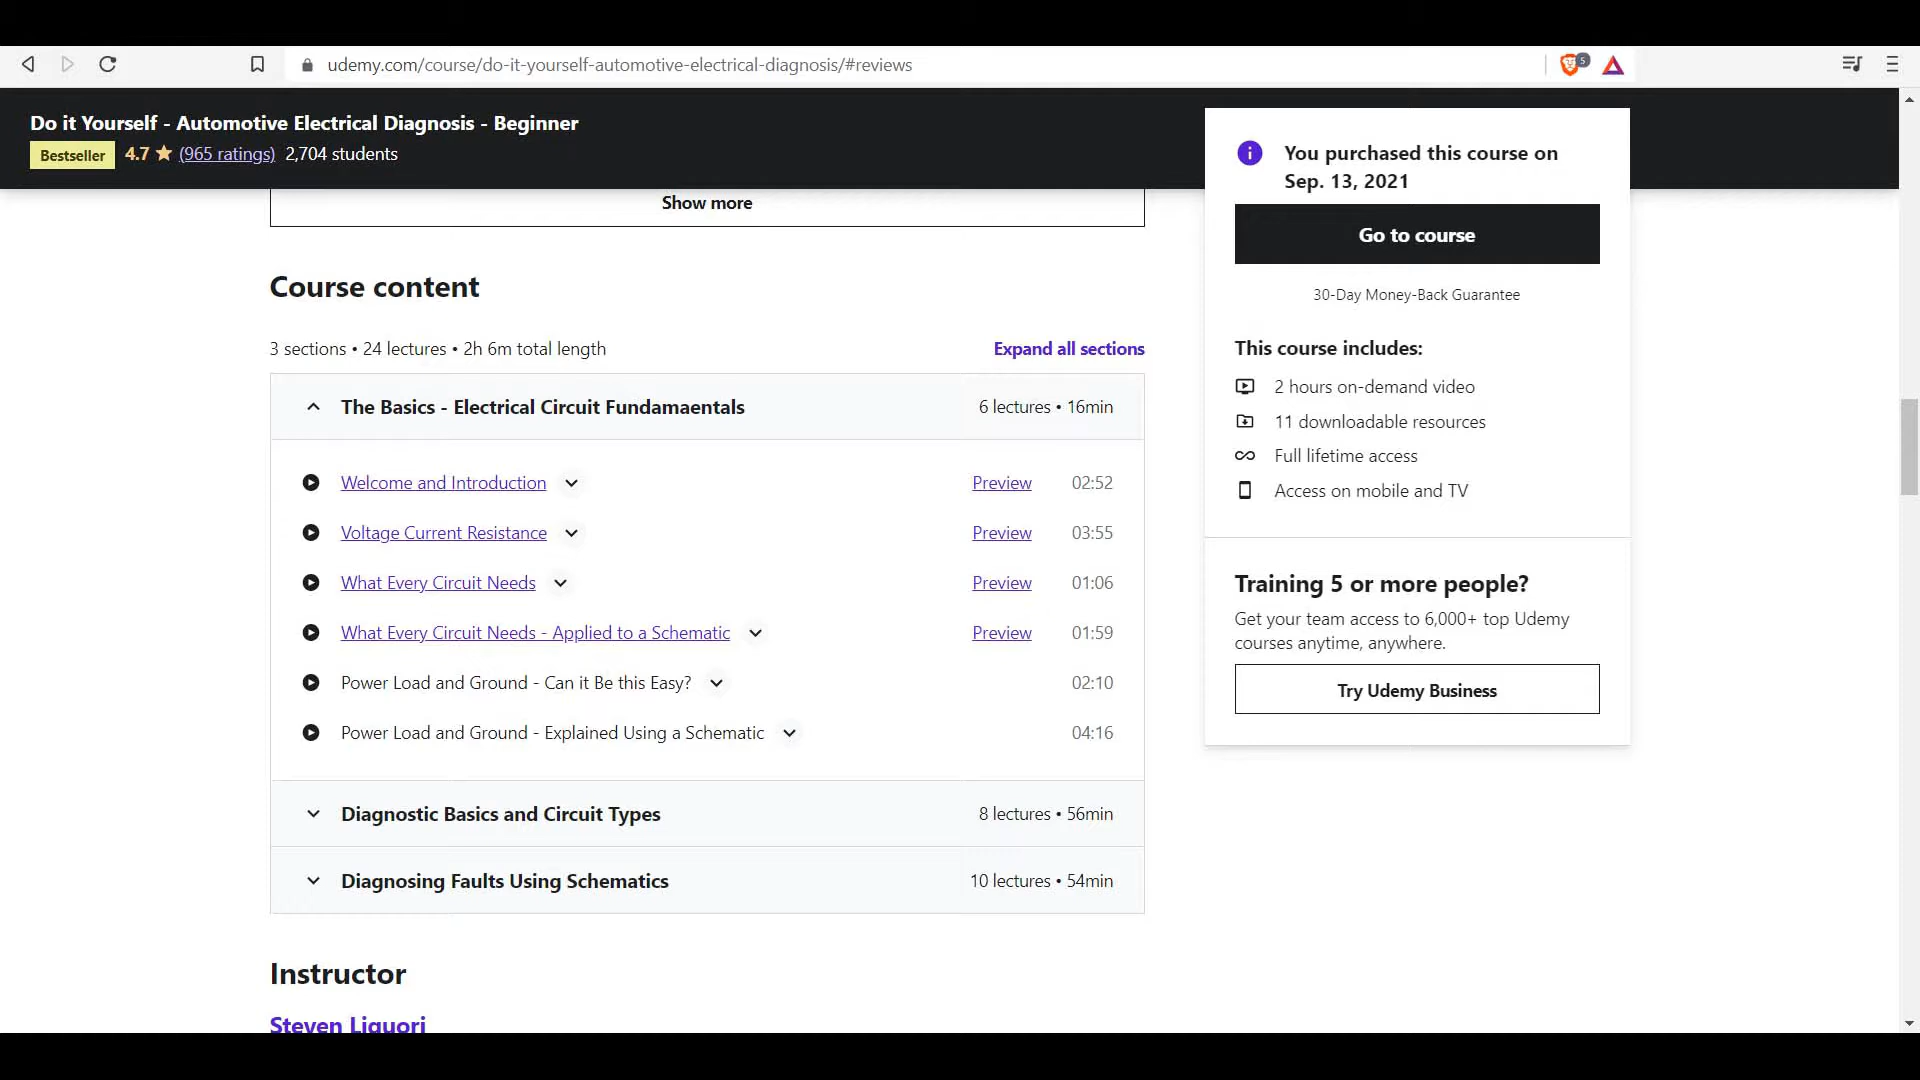 udemy.com/course/do-it-yourself-automotive-electrical-diagnosis/#reviews
5
Do it Yourself - Automotive Electrical Diagnosis - Beginner
Bestseller 4.7 (965 ratings) 2,704 students
Show more
Course content
3 sections • 24 lectures • 2h 6m total length Expand all sections
The Basics - Electrical Circuit Fundamaentals 6 lectures • 16min
Welcome and Introduction Preview 02:52
Voltage Current Resistance Preview 03:55
What Every Circuit Needs Preview 01:06
What Every Circuit Needs - Applied to a Schematic Preview 01:59
Power Load and Ground - Can it Be this Easy? 02:10
Power Load and Ground - Explained Using a Schematic 04:16
Diagnostic Basics and Circuit Types 8 lectures • 56min
Diagnosing Faults Using Schematics 10 lectures • 54min
Instructor
Steven Liguori
You purchased this course on
Sep. 13, 2021
Go to course
30-Day Money-Back Guarantee
This course includes:
2 hours on-demand video
11 downloadable resources
Full lifetime access
Access on mobile and TV
Training 5 or more people?
Get your team access to 6,000+ top Udemy
courses anytime, anywhere.
Try Udemy Business